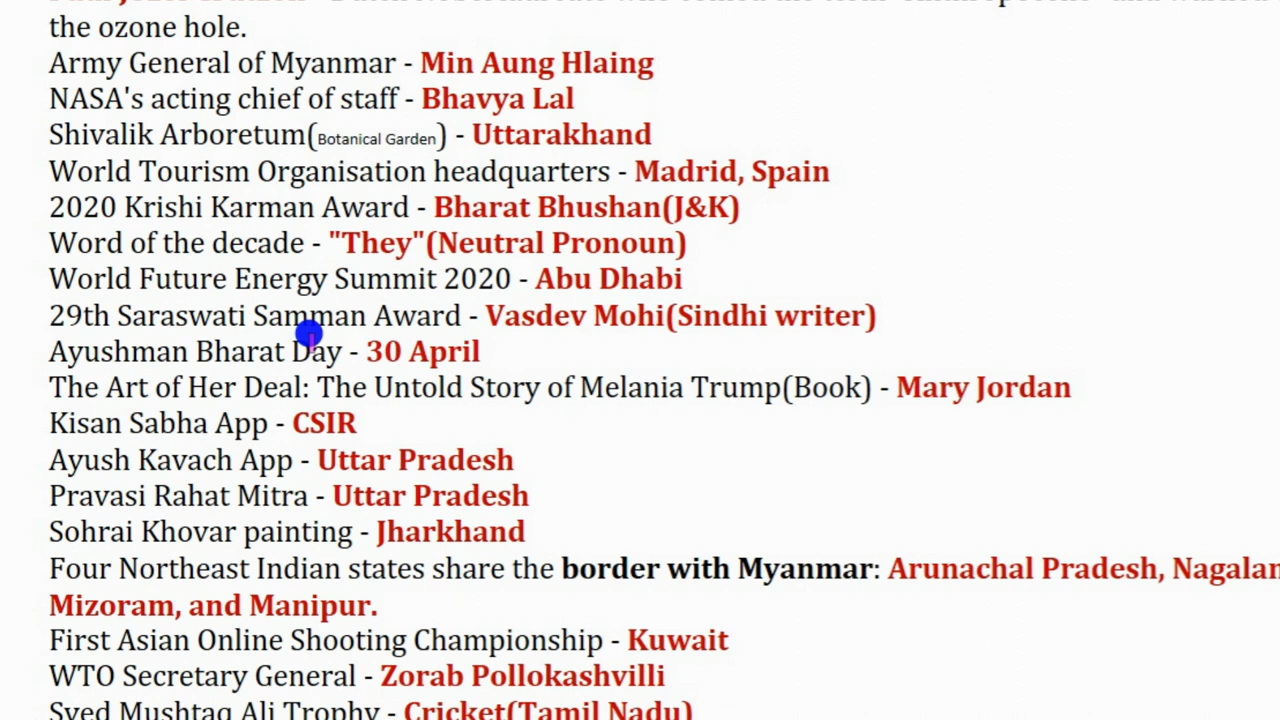 the ozone hole.
Army General of Myanmar - Min Aung Hlaing
NASA's acting chief of staff - Bhavya Lal
Shivalik Arboretum(Botanical Garden) - Uttarakhand
World Tourism Organisation headquarters - Madrid, Spain
2020 Krishi Karman Award - Bharat Bhushan(J&K)
Word of the decade - "They"(Neutral Pronoun)
World Future Energy Summit 2020 - Abu Dhabi
29th Saraswati Samman Award - Vasdev Mohi(Sindhi writer)
Ayushman Bharat Day - 30 April
The Art of Her Deal: The Untold Story of Melania Trump(Book) - Mary Jordan
Kisan Sabha App - CSIR
Ayush Kavach App - Uttar Pradesh
Pravasi Rahat Mitra - Uttar Pradesh
Sohrai Khovar painting - Jharkhand
Four Northeast Indian states share the border with Myanmar: Arunachal Pradesh, Nagalan
Mizoram, and Manipur.
First Asian Online Shooting Championship - Kuwait
WTO Secretary General - Zorab Pollokashvilli
Syed Mushtaq Ali Trophy - Cricket(Tamil Nadu)